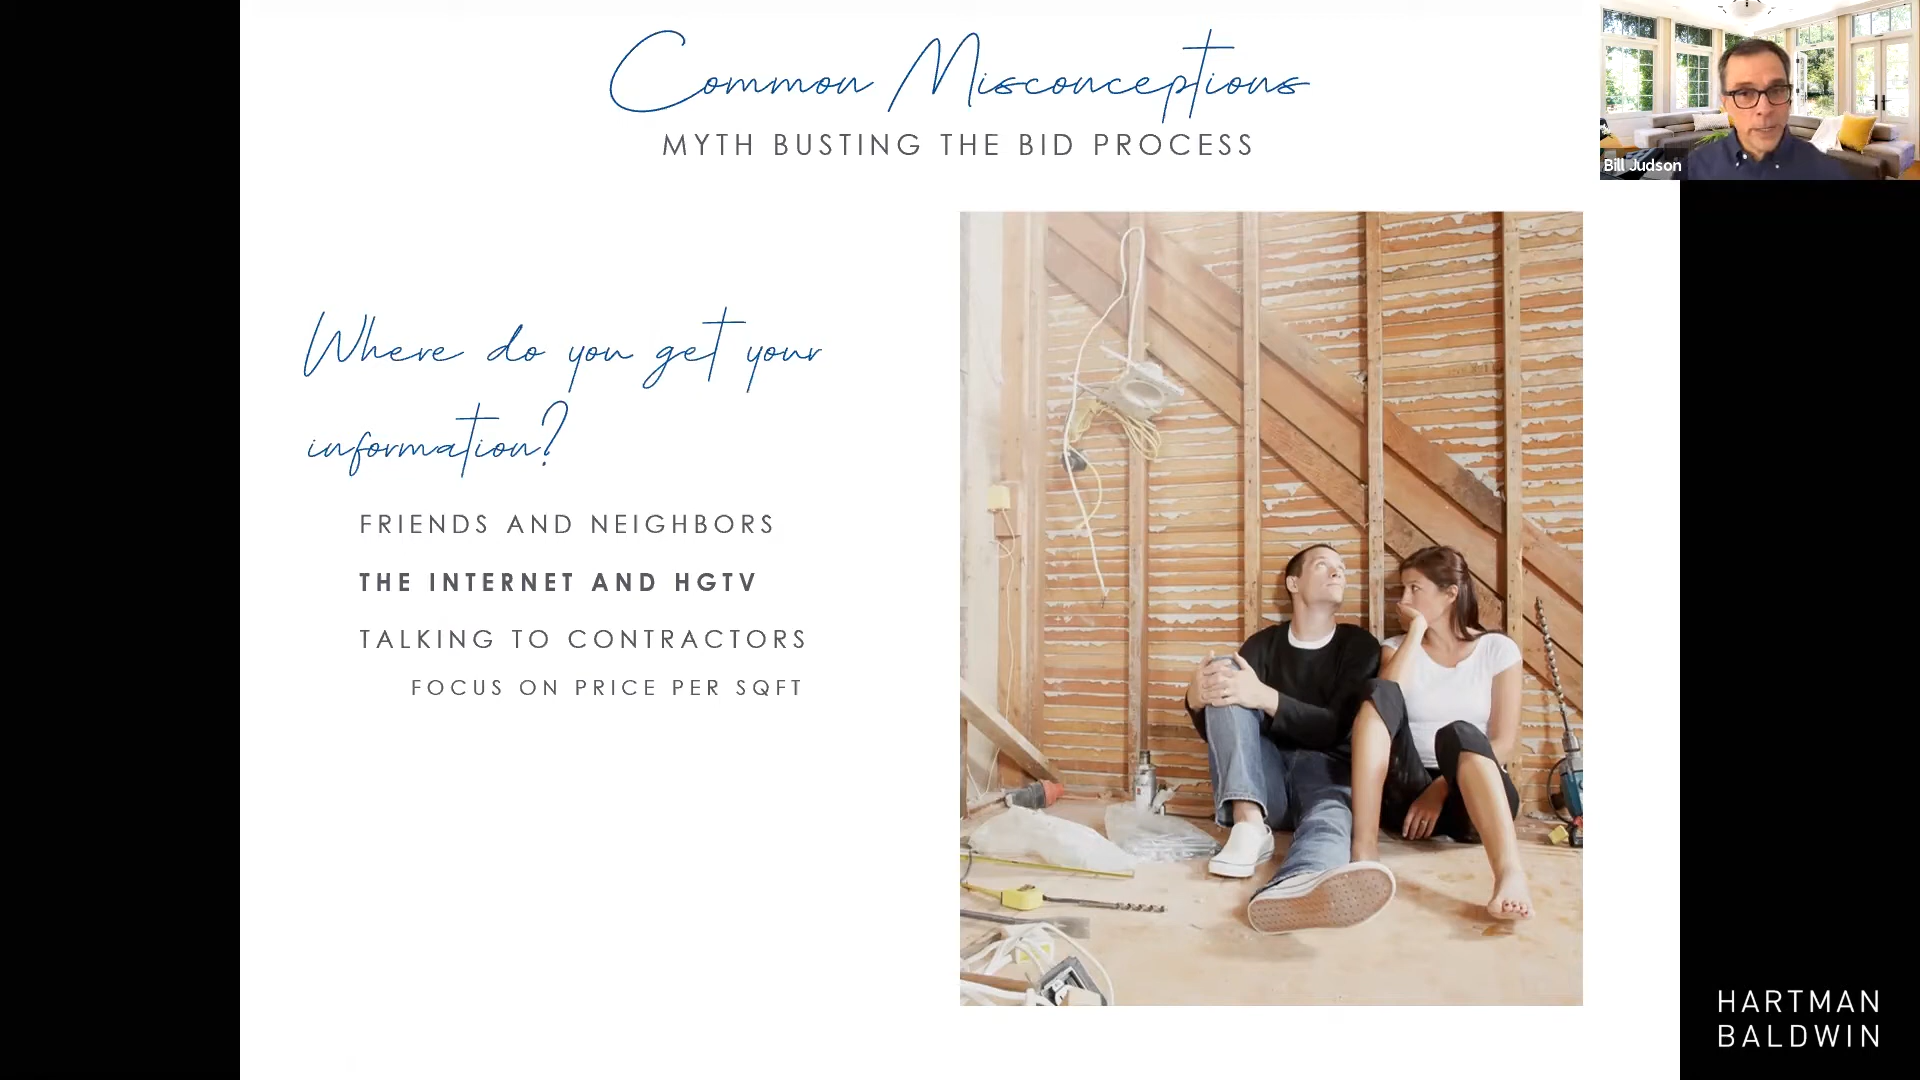 Common Misconceptions
MYTH BUSTING THE BID PROCESS
Bill Judson
Where do you get your
information?
FRIENDS AND NEIGHBORS
THE INTERNET AND HGTV
TALKING TO CONTRACTORS
FOCUS ON PRICE PER SQFT
HARTMAN
BALDWIN